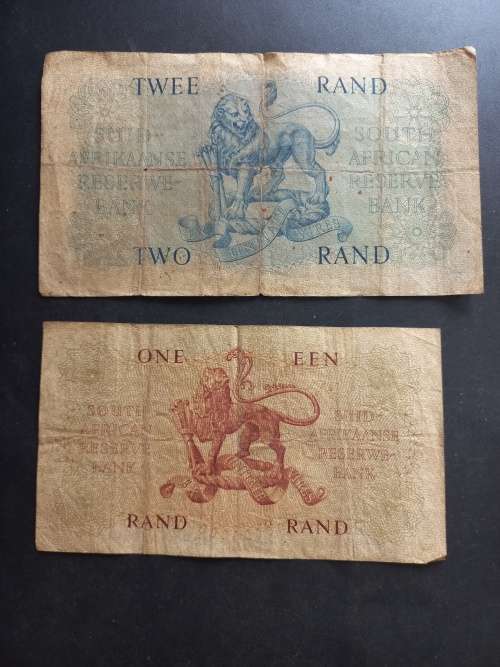 TWEE RAND
SUID-
AFRIKAANSE
RESERWE-
BANK
SOUTH
AFRICAN
RESERVE
BANK
TWO RAND
ONE EEN
SOUTH
AFRICAN
RESERVE
BANK
SUID-
AFRIKAANSE
RESERWE-
BANK
RAND RAND